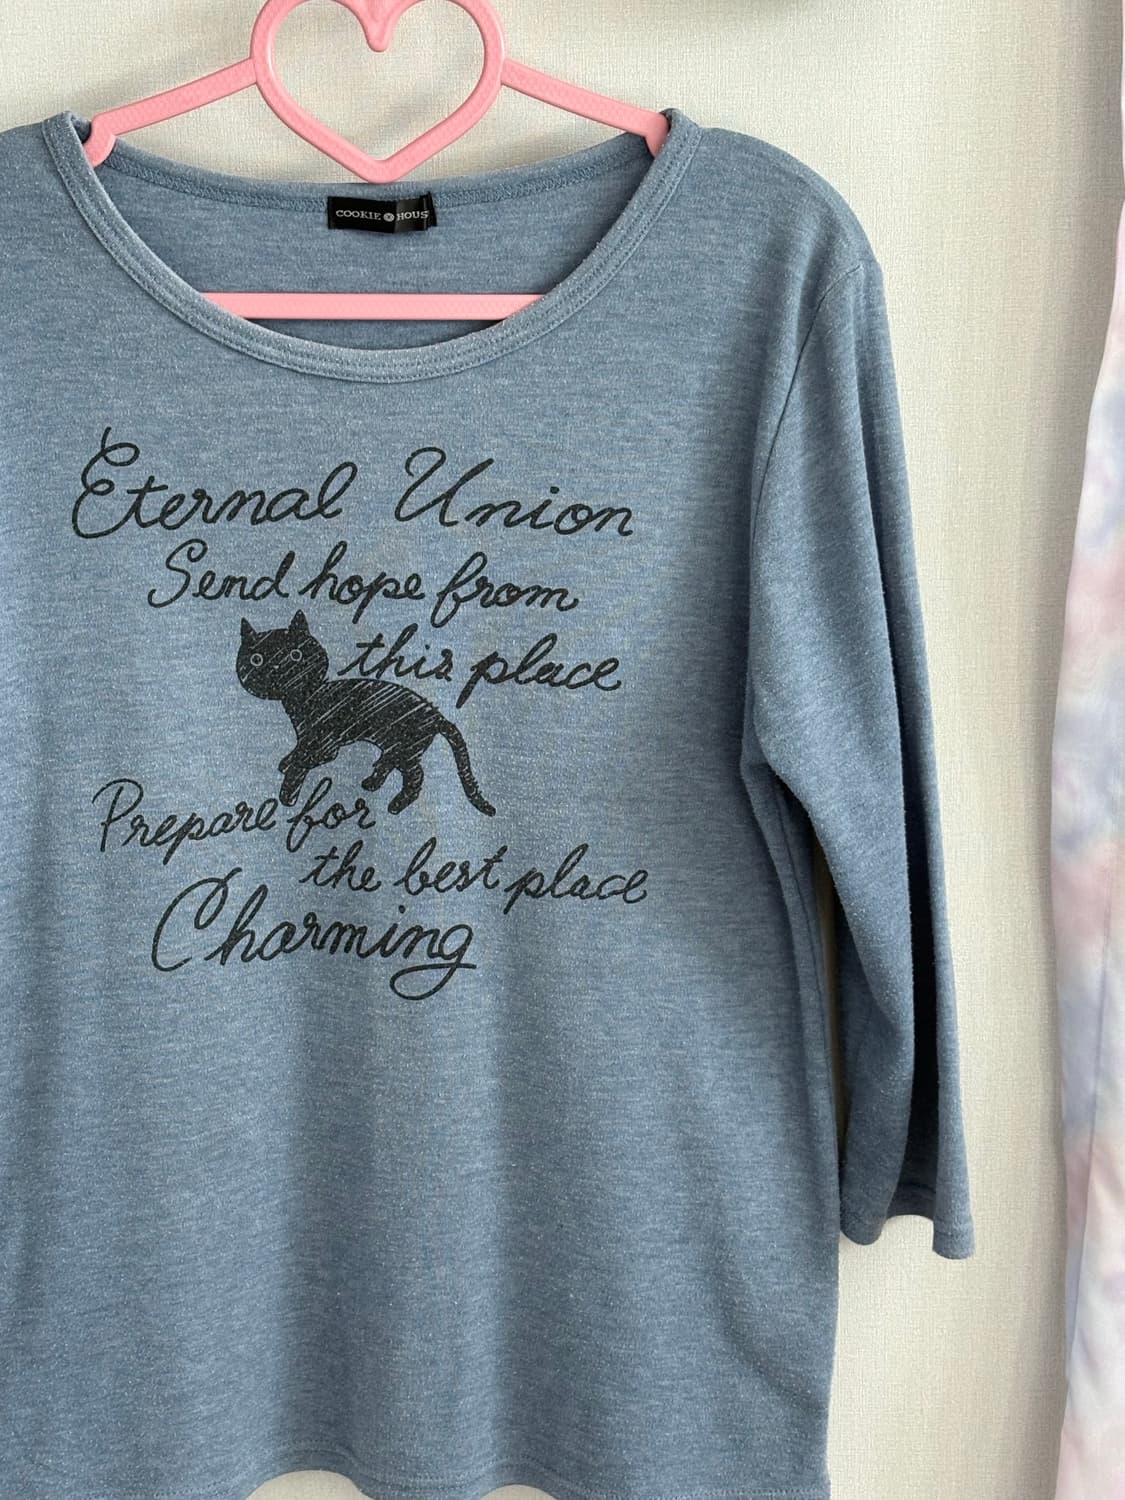 COOKIE HOUS
Eternal Union
Send hope from
this place
Prepare for
the best place
Charming